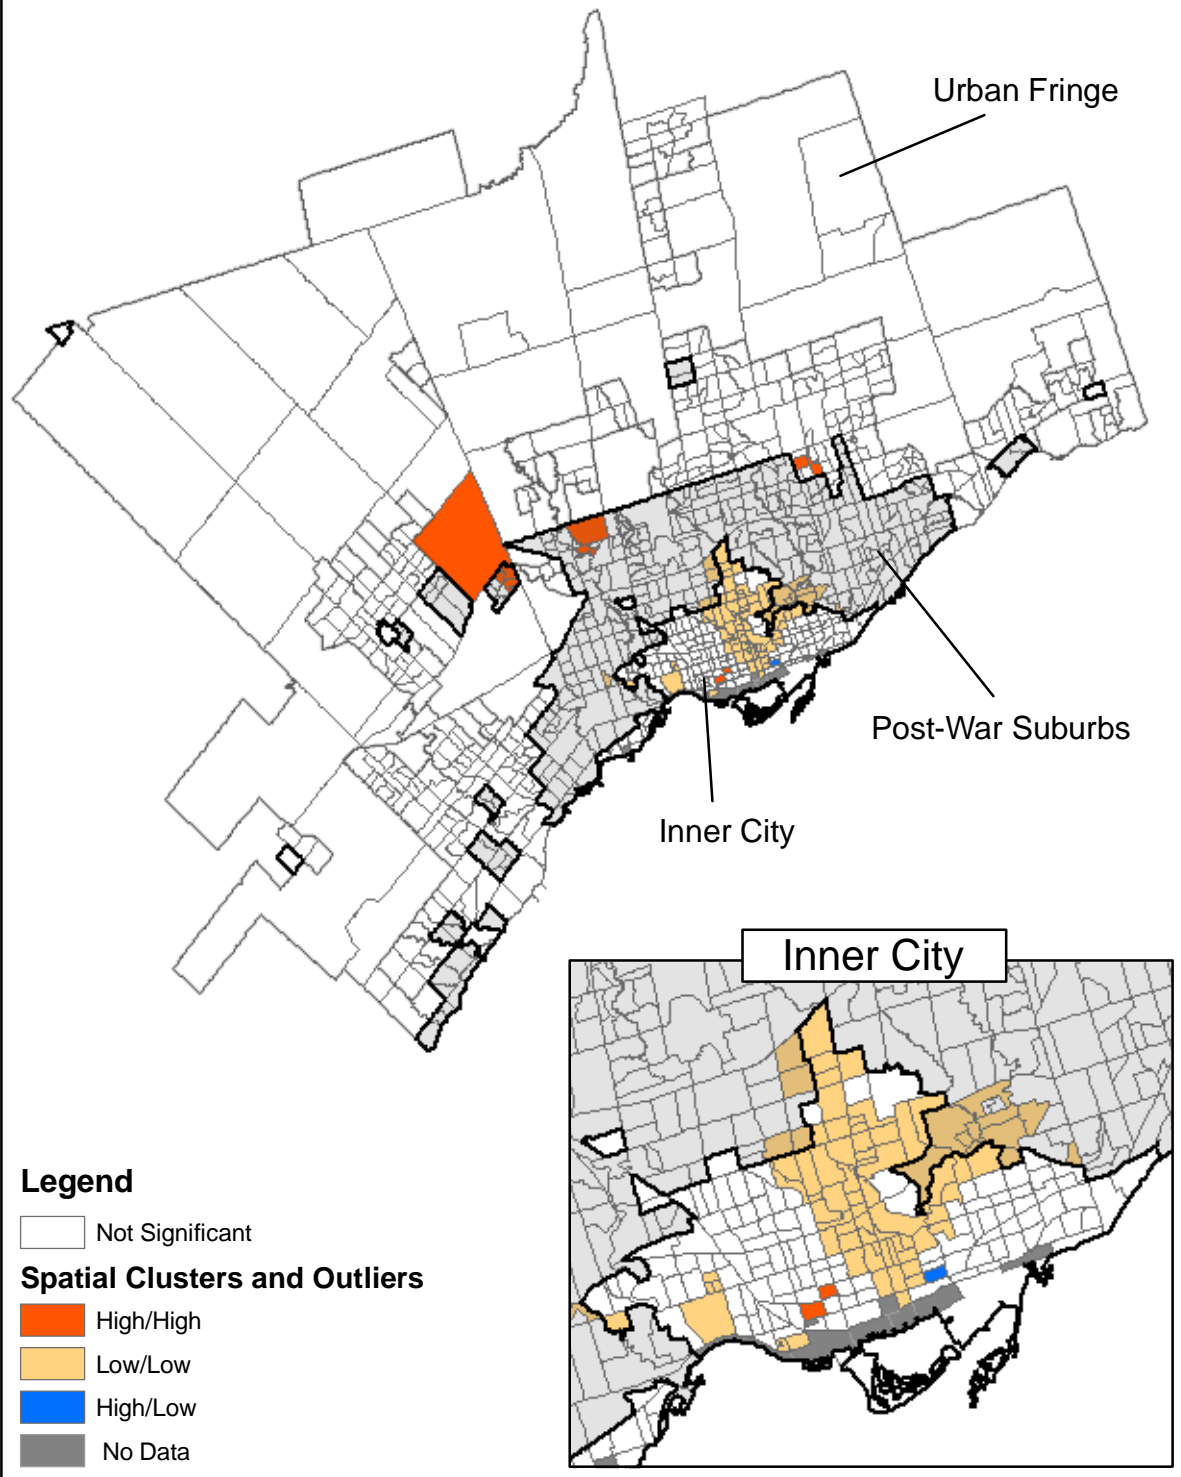 Urban Fringe
Post-War Suburbs
Inner City
Inner City
Legend
Not Significant
Spatial Clusters and Outliers
High/High
Low/Low
High/Low
No Data